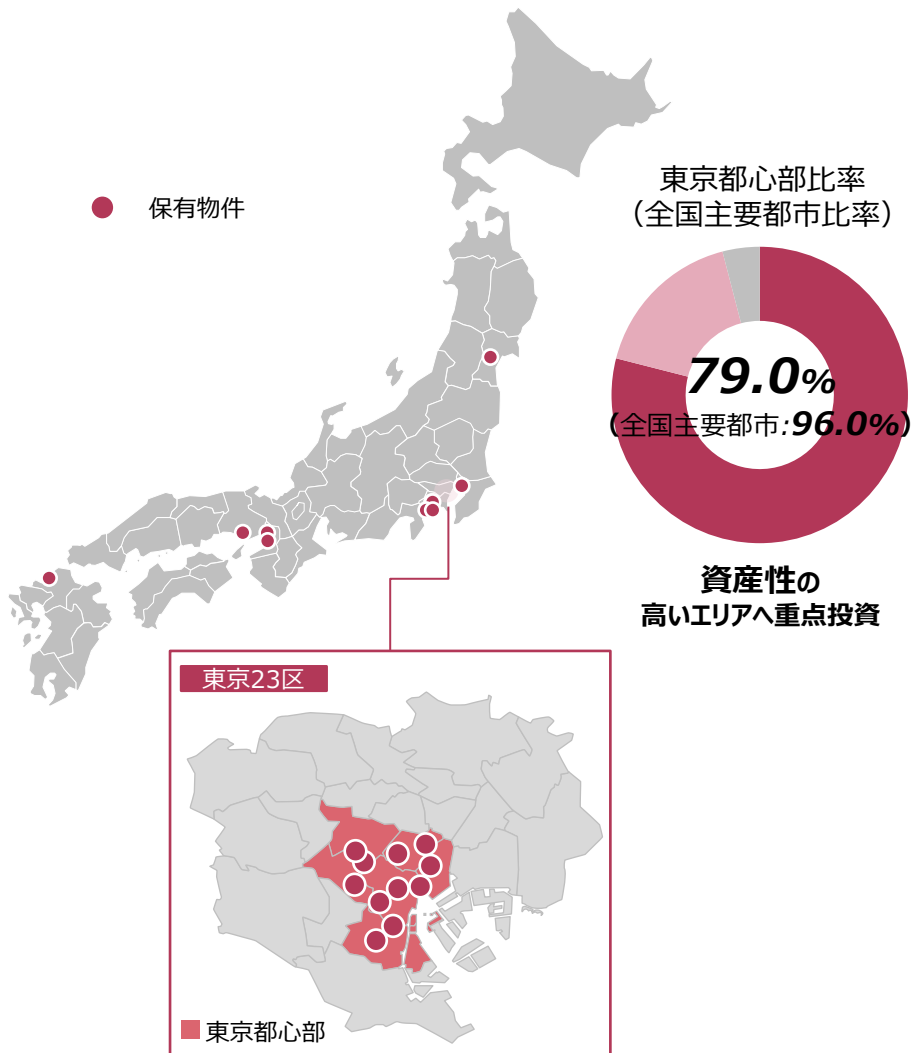 保有物件
東京都心部比率
（全国主要都市比率）
79.0%
（全国主要都市:96.0%）
資産性の
高いエリアへ重点投資
東京23区
東京都心部